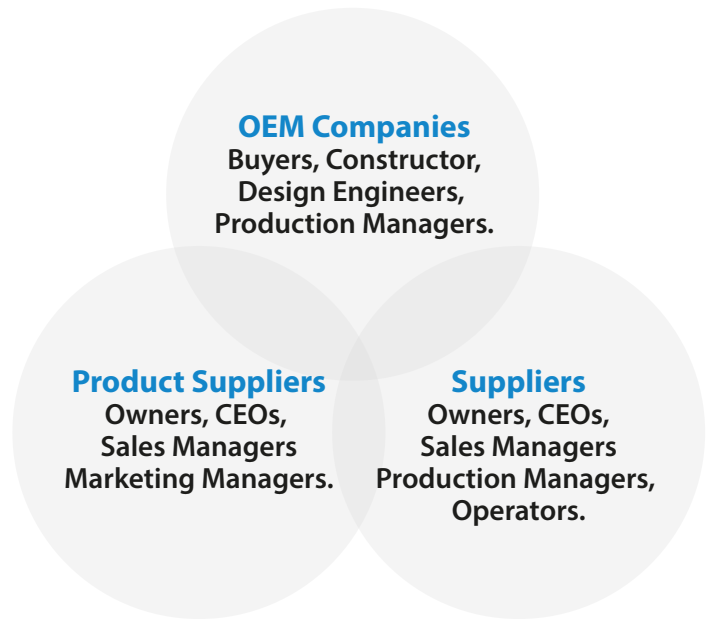 OEM Companies
Buyers, Constructor,
Design Engineers,
Production Managers.
Product Suppliers
Owners, CEOs,
Sales Managers
Marketing Managers.
Suppliers
Owners, CEOs,
Sales Managers
Production Managers,
Operators.